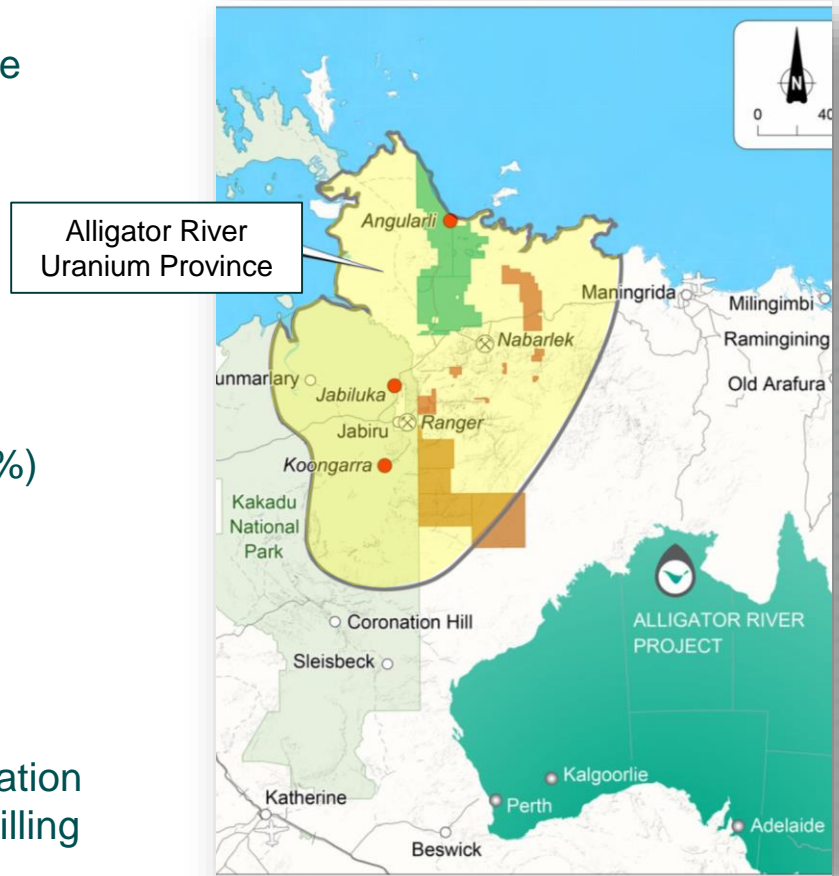 e
Alligator River
Uranium Province
%)
ation
illing
N
0 40
Angularli
Maningrida
Milingimbi
Nabarlek
Ramingining
unmarlary
Jabiluka
Old Arafura
Jabiru
Ranger
Koongarra
Kakadu
National
Park
Coronation Hill
Sleisbeck
ALLIGATOR RIVER
PROJECT
Katherine
Beswick
Kalgoorlie
Perth
Adelaide